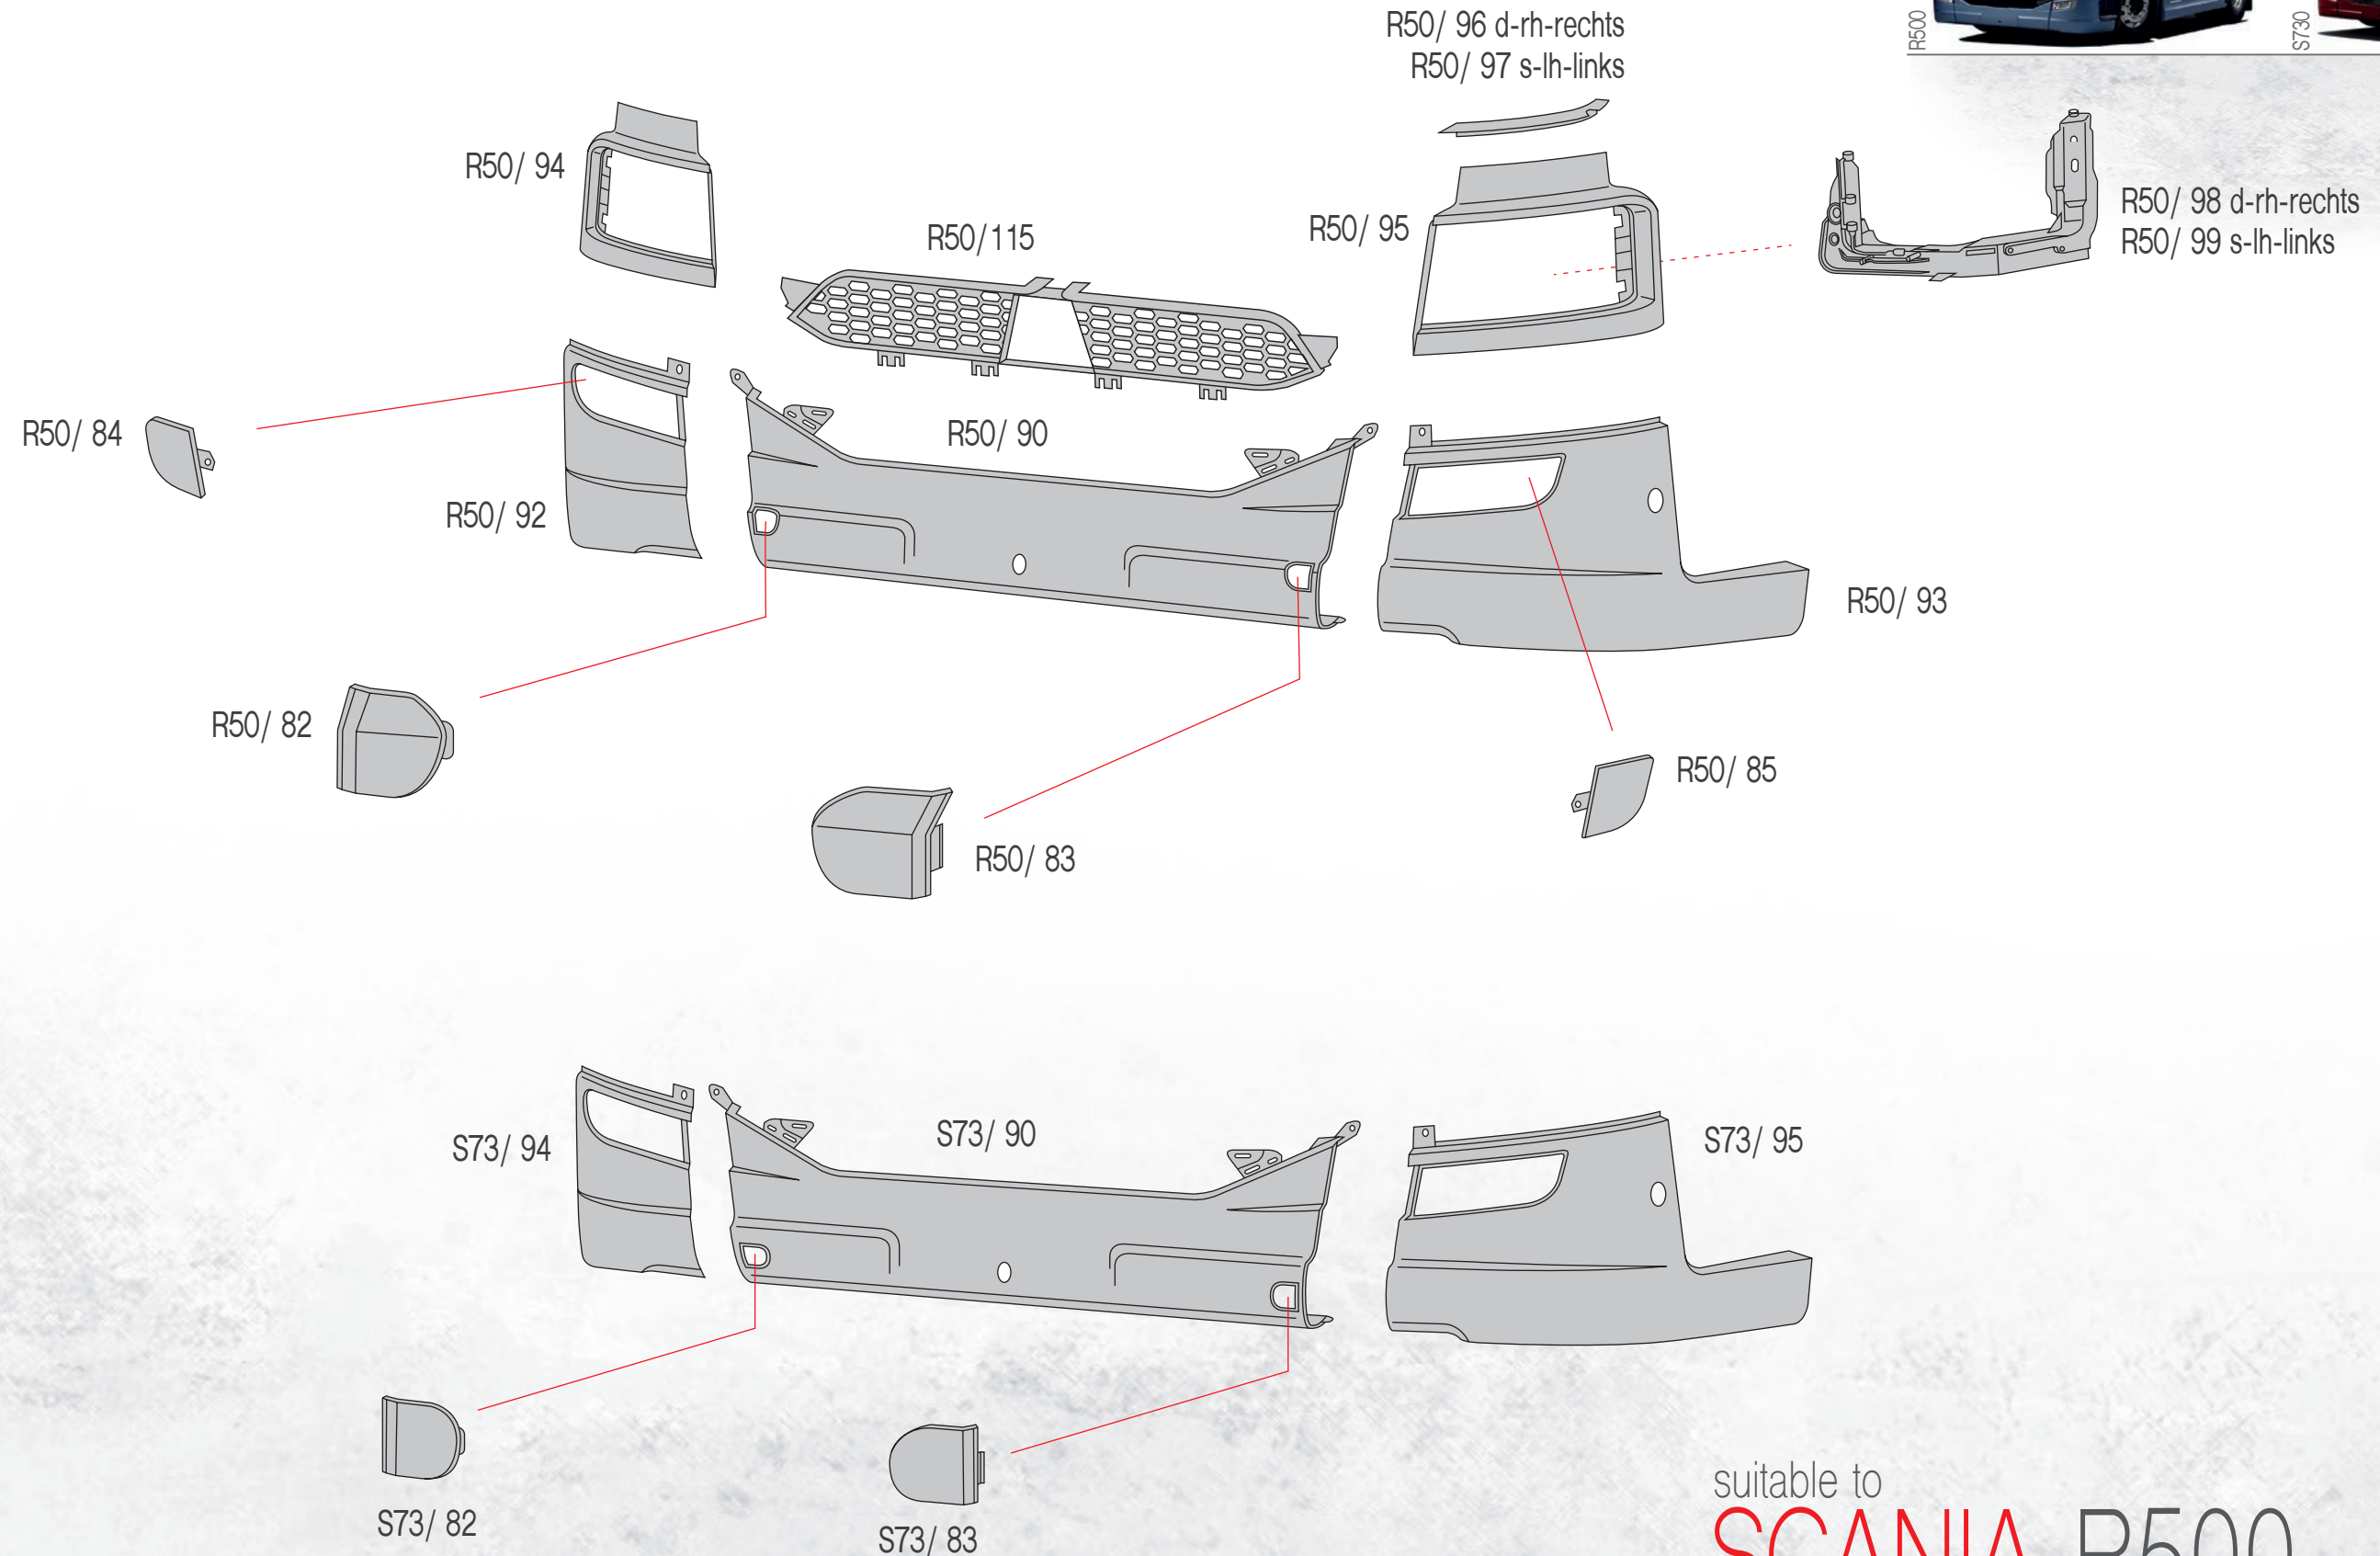 R50/ 96 d-rh-rechts
R50/ 97 s-lh-links
R500
S730
R50/ 94
R50/115
R50/ 95
R50/ 98 d-rh-rechts
R50/ 99 s-lh-links
R50/ 84
R50/ 90
R50/ 92
R50/ 93
R50/ 82
R50/ 85
R50/ 83
S73/ 94
S73/ 90
S73/ 95
S73/ 82
S73/ 83
suitable to
SCANIA R500